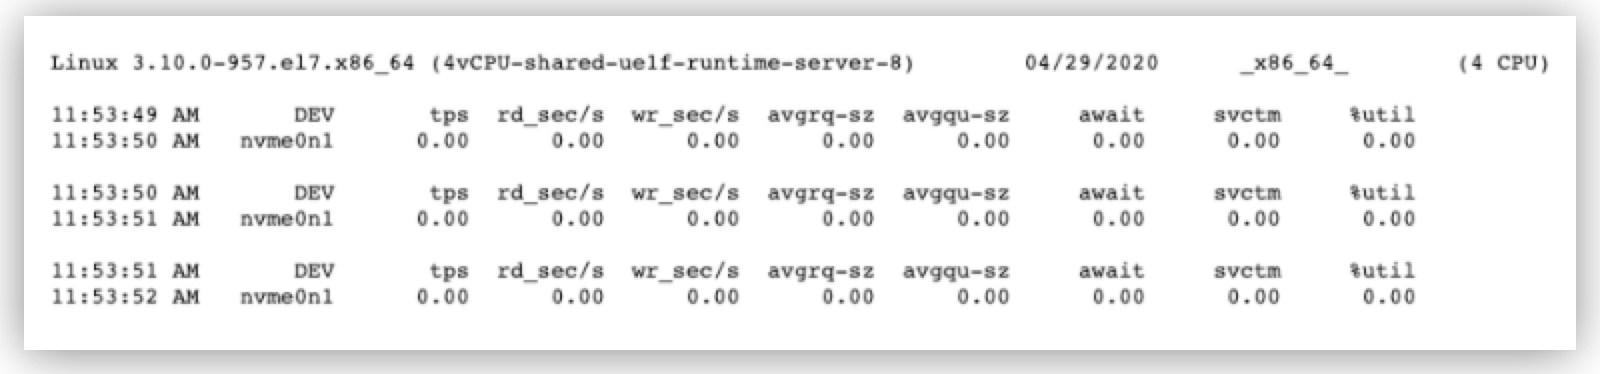 Linux 3.10.0-957.el7.x86_64 (4vCPU-shared-ue1f-runtime-server-8) 04/29/2020 _x86_64_ (4 CPU)
11:53:49 AM DEV tps rd_sec/s wr_sec/s avgrq-sz avgqu-sz await svctm %util
11:53:50 AM nvme0n1 0.00 0.00 0.00 0.00 0.00 0.00 0.00 0.00
11:53:50 AM DEV tps rd_sec/s wr_sec/s avgrq-sz avgqu-sz await svctm %util
11:53:51 AM nvme0n1 0.00 0.00 0.00 0.00 0.00 0.00 0.00 0.00
11:53:51 AM DEV tps rd_sec/s wr_sec/s avgrq-sz avgqu-sz await svctm %util
11:53:52 AM nvme0n1 0.00 0.00 0.00 0.00 0.00 0.00 0.00 0.00